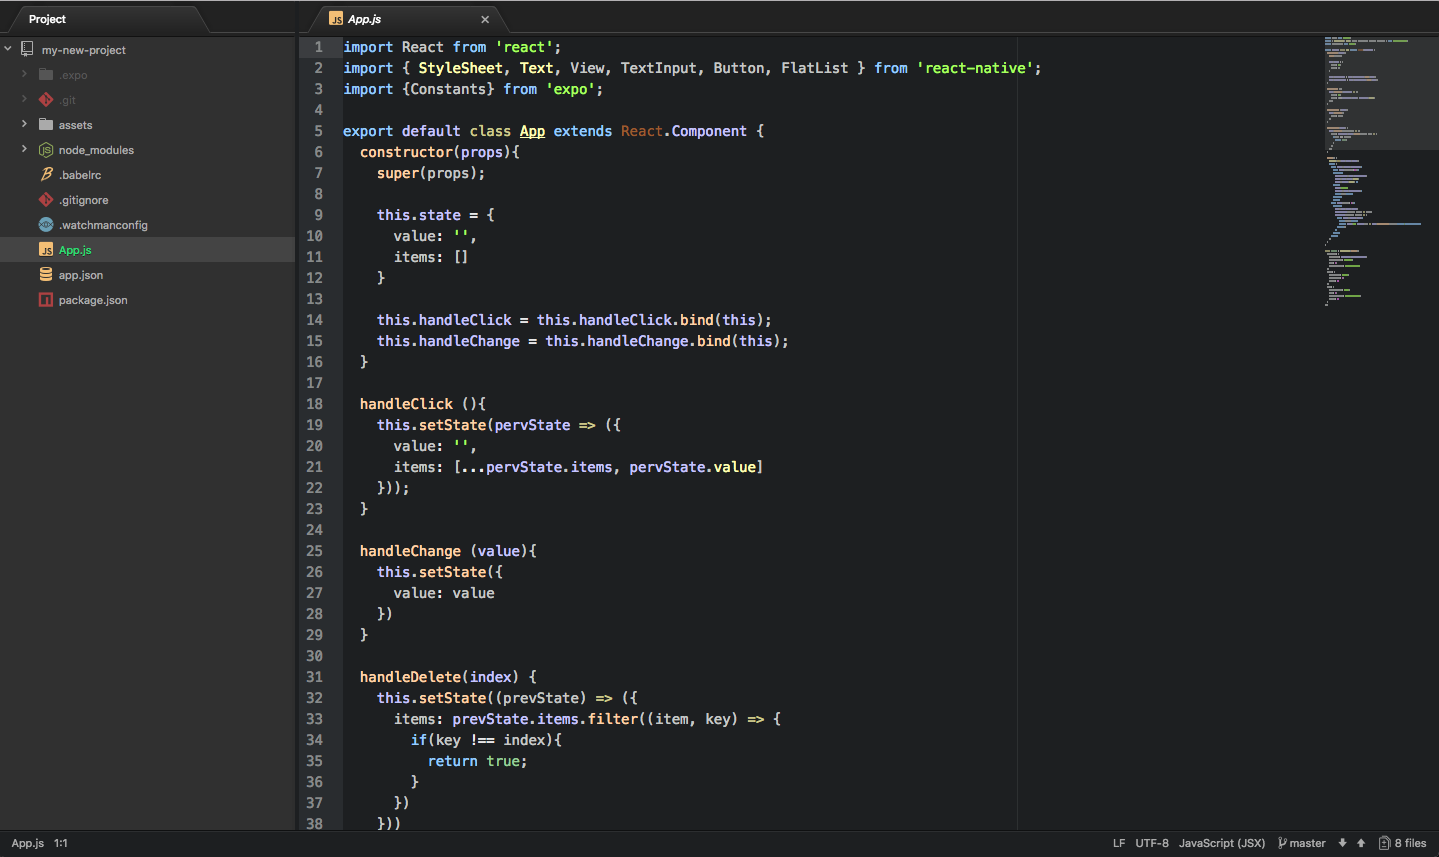 Project
App.js
my-new-project
.expo
.git
assets
node_modules
.babelrc
.gitignore
.watchmanconfig
App.js
app.json
package.json
1 import React from 'react';
2 import { StyleSheet, Text, View, TextInput, Button, FlatList } from 'react-native';
3 import {Constants} from 'expo';
4
5 export default class App extends React.Component {
6   constructor(props){
7     super(props);
8
9     this.state = {
10       value: '',
11       items: []
12     }
13
14     this.handleClick = this.handleClick.bind(this);
15     this.handleChange = this.handleChange.bind(this);
16   }
17
18   handleClick (){
19     this.setState(pervState => ({
20       value: '',
21       items: [...pervState.items, pervState.value]
22     }));
23   }
24
25   handleChange (value){
26     this.setState({
27       value: value
28     })
29   }
30
31   handleDelete(index) {
32     this.setState((prevState) => ({
33       items: prevState.items.filter((item, key) => {
34         if(key !== index){
35           return true;
36         }
37       })
38     }))
App.js 1:1
LF UTF-8 JavaScript (JSX) master 8 files